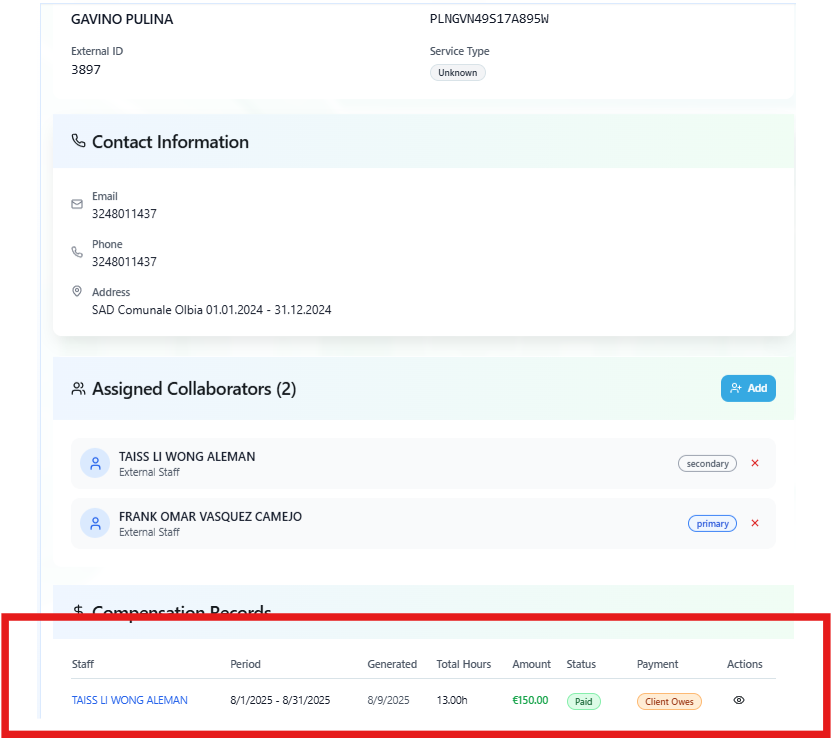 GAVINO PULINA PLNGVN49S17A895W
External ID Service Type
3897 Unknown
Contact Information
Email
3248011437
Phone
3248011437
Address
SAD Comunale Olbia 01.01.2024 - 31.12.2024
Assigned Collaborators (2) Add
TAISS LI WONG ALEMAN
External Staff
secondary
FRANK OMAR VASQUEZ CAMEJO
External Staff
primary
$ Compensation Records
Staff Period Generated Total Hours Amount Status Payment Actions
TAISS LI WONG ALEMAN 8/1/2025 - 8/31/2025 8/9/2025 13.00h €150.00 Paid Client Owes